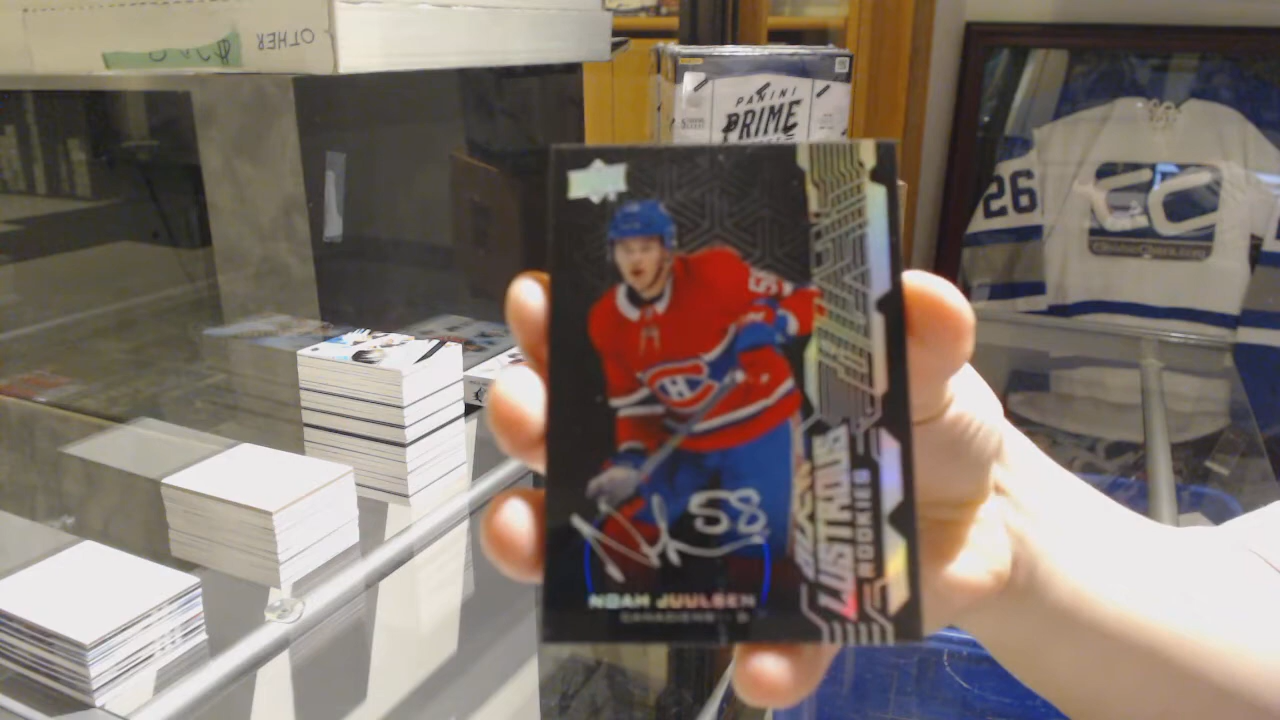 OTHER
PANINI
PRIME
26
58
LUSTROUS
ROOKIES
NOAH JUULSEN
CANADIENS D